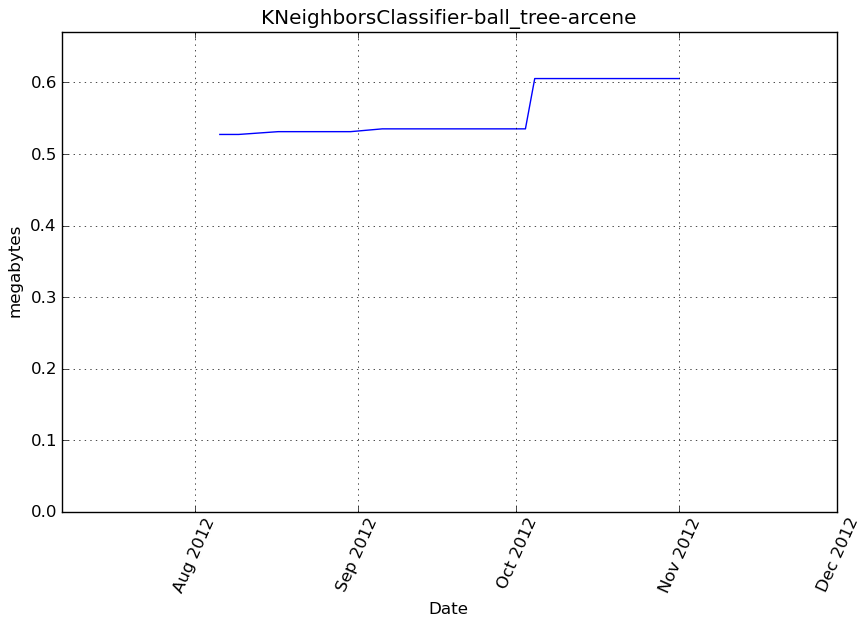 KNeighborsClassifier-ball_tree-arcene
0.6
0.5
0.4
0.3
0.2
0.1
0.0
megabytes
Aug 2012
Sep 2012
Oct 2012
Nov 2012
Dec 2012
Date